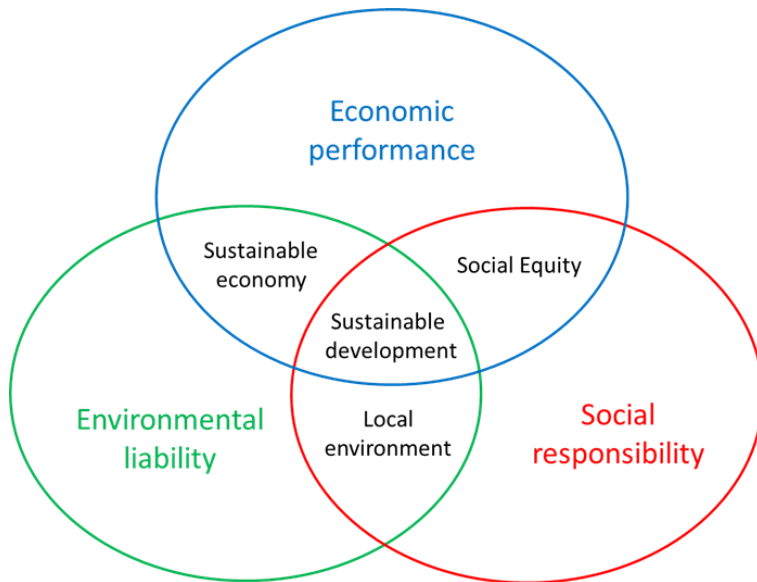 Economic
performance
Sustainable
economy
Social Equity
Sustainable
development
Environmental
liability
Local
environment
Social
responsibility